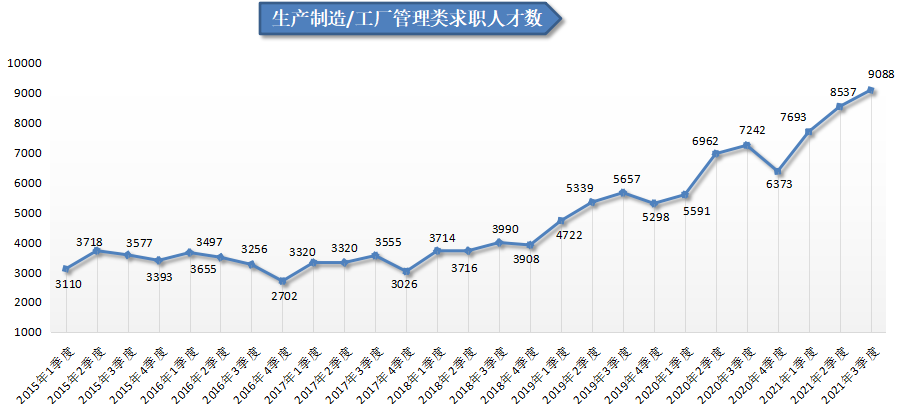 生产制造/工厂管理类求职人才数
10000
9000
8000
7000
6000
5000
4000
3000
2000
1000
3110
3718
3577
3393
3655
3497
3256
2702
3320
3320
3555
3026
3714
3716
3990
3908
4722
5339
5657
5298
5591
6962
7242
6373
7693
8537
9088
2015年1季度
2015年2季度
2015年3季度
2015年4季度
2016年1季度
2016年2季度
2016年3季度
2016年4季度
2017年1季度
2017年2季度
2017年3季度
2017年4季度
2018年1季度
2018年2季度
2018年3季度
2018年4季度
2019年1季度
2019年2季度
2019年3季度
2019年4季度
2020年1季度
2020年2季度
2020年3季度
2020年4季度
2021年1季度
2021年2季度
2021年3季度